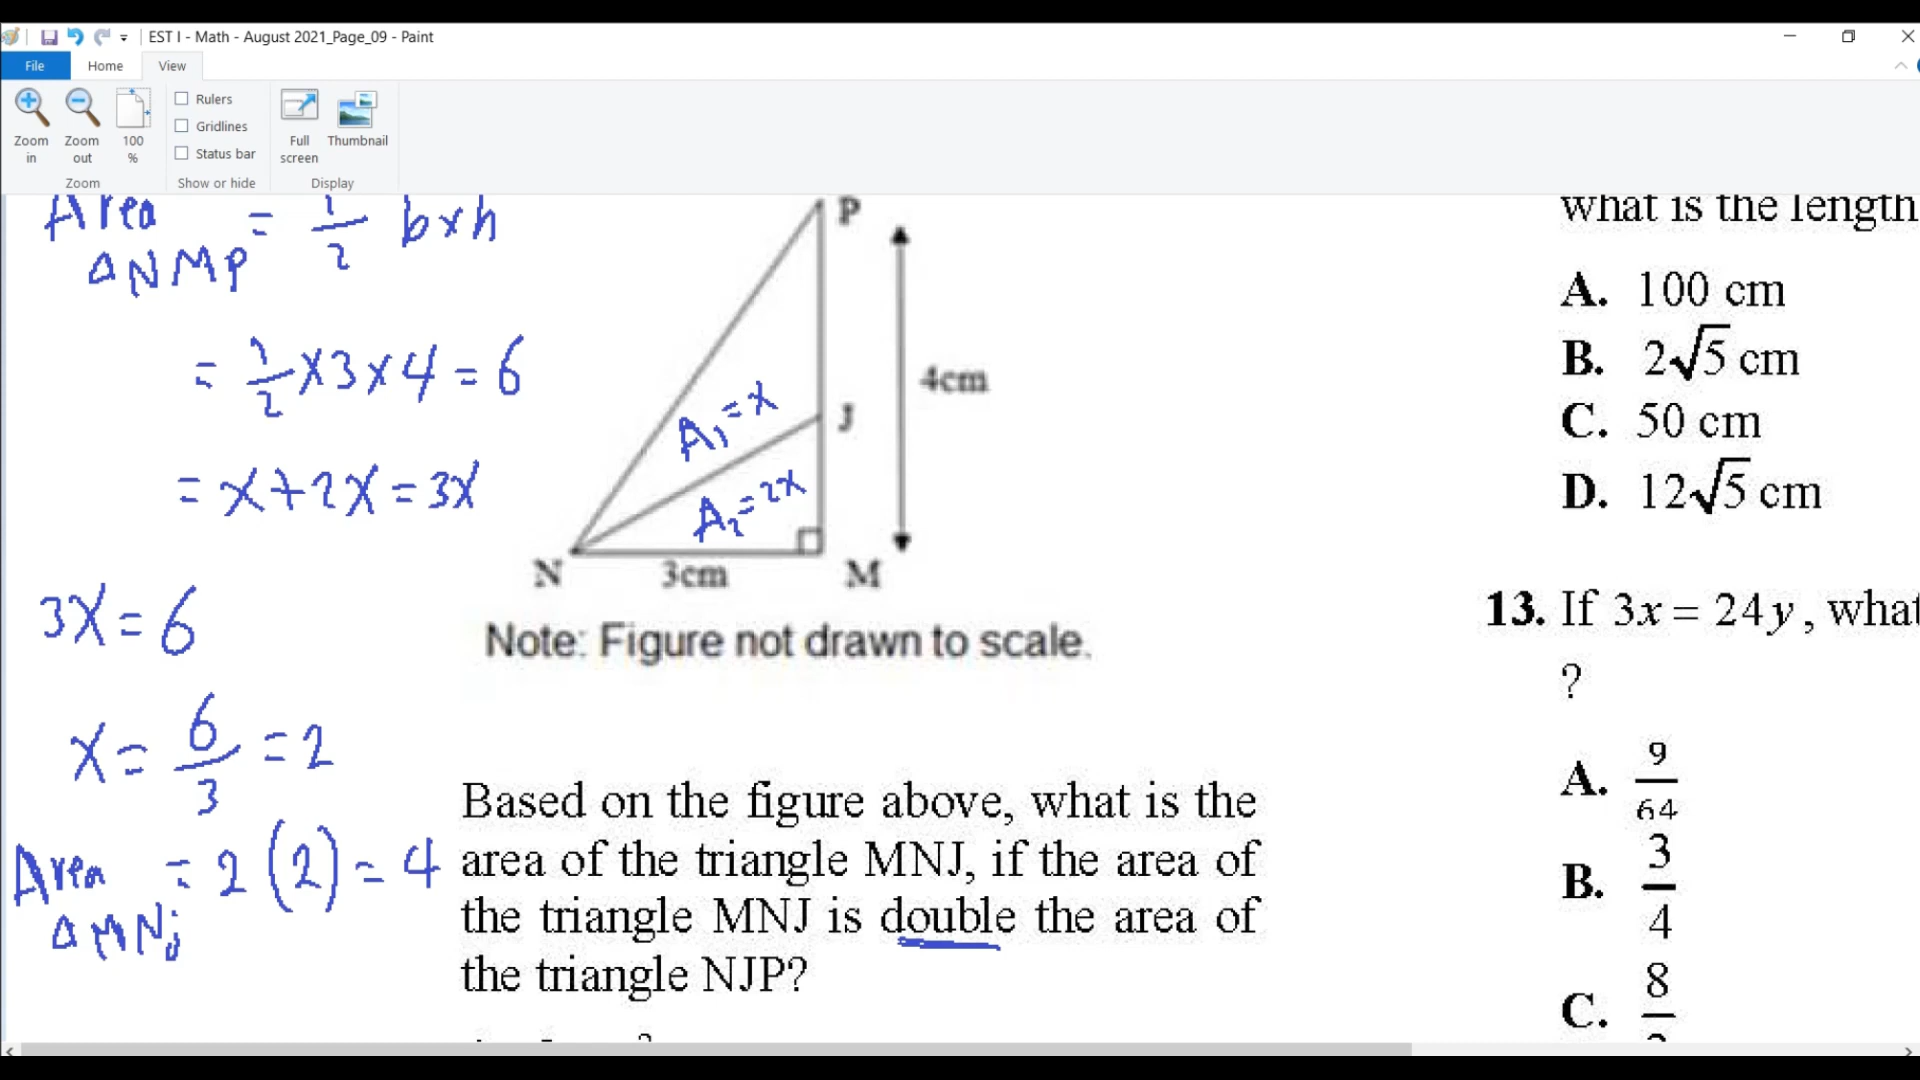 EST I - Math - August 2021_Page_09 - Paint
File Home View
Zoom in
Zoom out
100 %
Rulers
Gridlines
Status bar
Full screen
Thumbnail
Zoom
Show or hide
Display
Area ΔNMP = 1/2 b×h
= 1/2 × 3 × 4 = 6
= x + 2x = 3x
3x = 6
x = 6/3 = 2
Area ΔMNj = 2 (2) = 4
P
4cm
J
A₁ = x
A₂ = 2x
N
3cm
M
Note: Figure not drawn to scale.
Based on the figure above, what is the
area of the triangle MNJ, if the area of
the triangle MNJ is double the area of
the triangle NJP?
what is the length
A. 100 cm
B. 2√5 cm
C. 50 cm
D. 12√5 cm
13. If 3x = 24y, what
?
A. 9/64
B. 3/4
C. 8